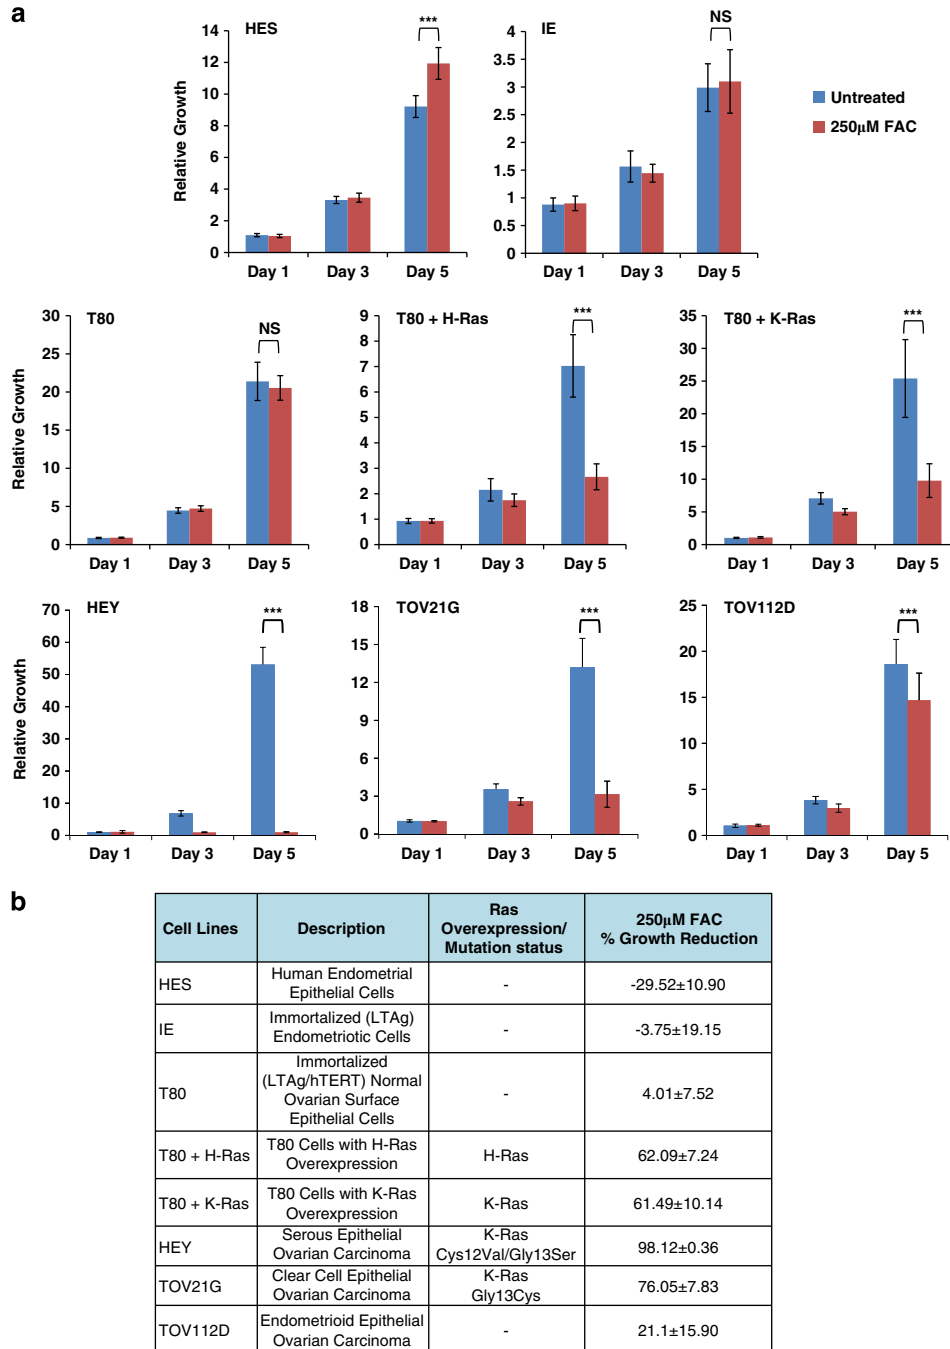 a
HES
***
Relative Growth
14
12
10
8
6
4
2
0
Day 1 Day 3 Day 5
IE
NS
4
3.5
3
2.5
2
1.5
1
0.5
0
Day 1 Day 3 Day 5
Untreated
250μM FAC
T80
NS
Relative Growth
30
25
20
15
10
5
0
Day 1 Day 3 Day 5
T80 + H-Ras
***
9
8
7
6
5
4
3
2
1
0
Day 1 Day 3 Day 5
T80 + K-Ras
***
35
30
25
20
15
10
5
0
Day 1 Day 3 Day 5
HEY
***
Relative Growth
70
60
50
40
30
20
10
0
Day 1 Day 3 Day 5
TOV21G
***
18
15
12
9
6
3
0
Day 1 Day 3 Day 5
TOV112D
***
25
20
15
10
5
0
Day 1 Day 3 Day 5
b
Cell Lines
Description
Ras
Overexpression/
Mutation status
250μM FAC
% Growth Reduction
HES
Human Endometrial
Epithelial Cells
-
-29.52±10.90
IE
Immortalized (LTAg)
Endometriotic Cells
-
-3.75±19.15
T80
Immortalized
(LTAg/hTERT) Normal
Ovarian Surface
Epithelial Cells
-
4.01±7.52
T80 + H-Ras
T80 Cells with H-Ras
Overexpression
H-Ras
62.09±7.24
T80 + K-Ras
T80 Cells with K-Ras
Overexpression
K-Ras
61.49±10.14
HEY
Serous Epithelial
Ovarian Carcinoma
K-Ras
Cys12Val/Gly13Ser
98.12±0.36
TOV21G
Clear Cell Epithelial
Ovarian Carcinoma
K-Ras
Gly13Cys
76.05±7.83
TOV112D
Endometrioid Epithelial
Ovarian Carcinoma
-
21.1±15.90